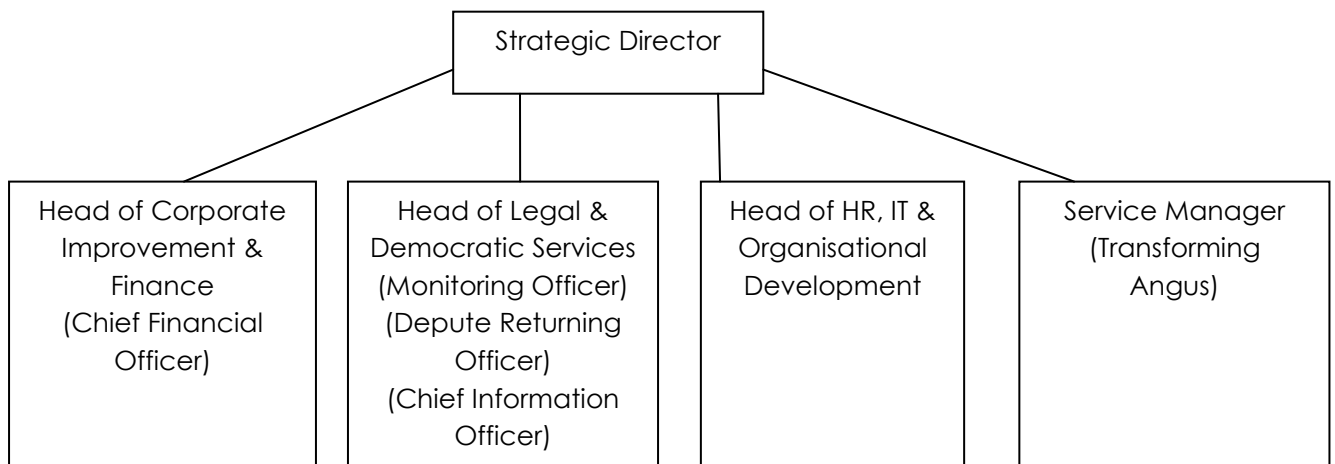 Strategic Director
Head of Corporate
Improvement &
Finance
(Chief Financial
Officer)
Head of Legal &
Democratic Services
(Monitoring Officer)
(Depute Returning
Officer)
(Chief Information
Officer)
Head of HR, IT &
Organisational
Development
Service Manager
(Transforming
Angus)